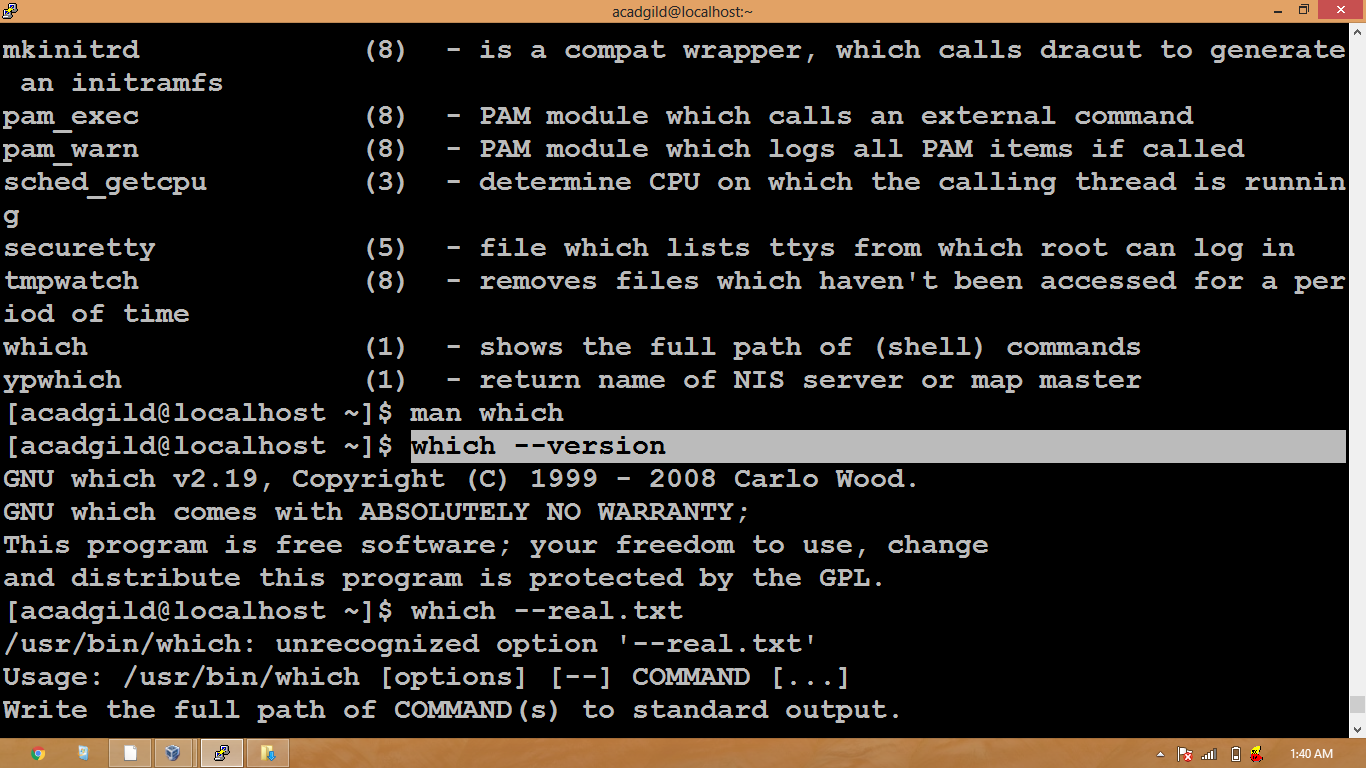 acadgild@localhost:~
mkinitrd (8) - is a compat wrapper, which calls dracut to generate
an initramfs
pam_exec (8) - PAM module which calls an external command
pam_warn (8) - PAM module which logs all PAM items if called
sched_getcpu (3) - determine CPU on which the calling thread is runnin
g
securetty (5) - file which lists ttys from which root can log in
tmpwatch (8) - removes files which haven't been accessed for a per
iod of time
which (1) - shows the full path of (shell) commands
ypwhich (1) - return name of NIS server or map master
[acadgild@localhost ~]$ man which
[acadgild@localhost ~]$ which --version
GNU which v2.19, Copyright (C) 1999 - 2008 Carlo Wood.
GNU which comes with ABSOLUTELY NO WARRANTY;
This program is free software; your freedom to use, change
and distribute this program is protected by the GPL.
[acadgild@localhost ~]$ which --real.txt
/usr/bin/which: unrecognized option '--real.txt'
Usage: /usr/bin/which [options] [--] COMMAND [...]
Write the full path of COMMAND(s) to standard output.
1:40 AM